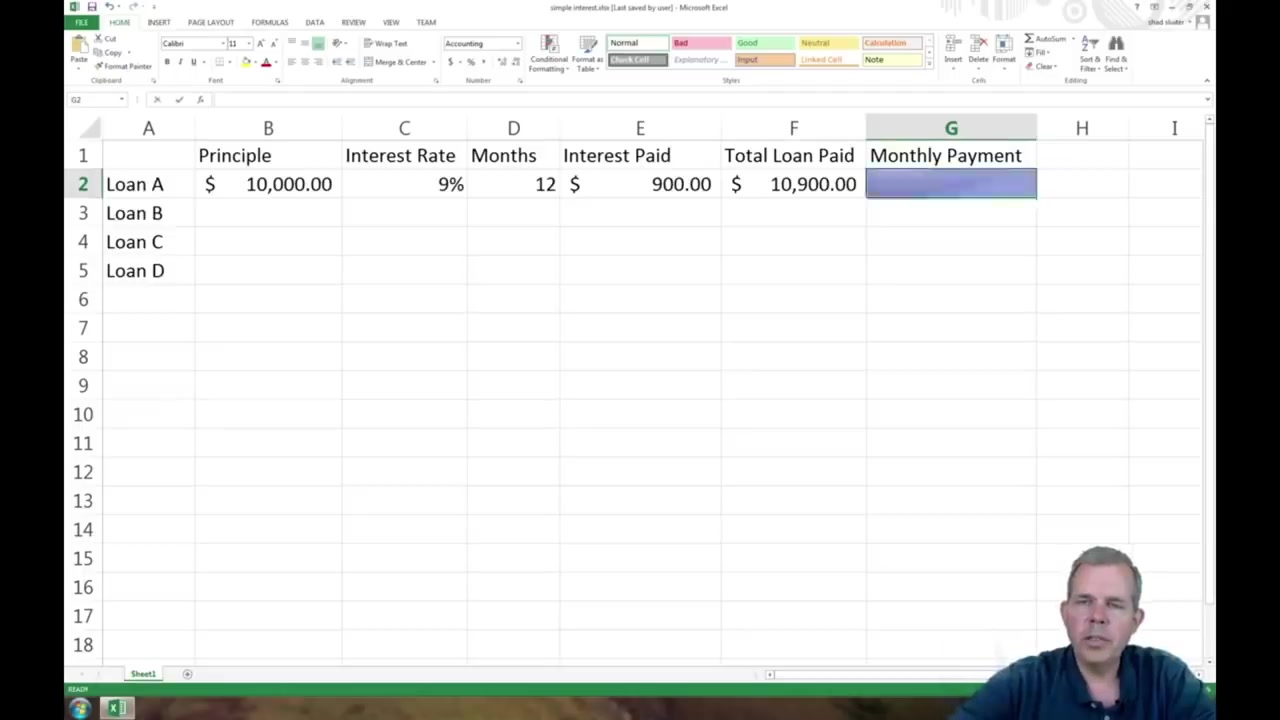 simple interest.xlsx [Last saved by user] - Microsoft Excel
shad sluiter
FILE HOME INSERT PAGE LAYOUT FORMULAS DATA REVIEW VIEW TEAM
Cut Calibri 11 Wrap Text Accounting Normal Bad Good Neutral Calculation AutoSum
Paste Copy Conditional Formatting Format as Table Check Cell Explanatory ... Input Linked Cell Note Insert Delete Format Fill Sort & Filter Find & Select
Format Painter B I U A Merge & Center $ % , Clear
Clipboard Font Alignment Number Styles Cells Editing
G2 fx
A B C D E F G H I
1 Principle Interest Rate Months Interest Paid Total Loan Paid Monthly Payment
2 Loan A $ 10,000.00 9% 12 $ 900.00 $ 10,900.00
3 Loan B
4 Loan C
5 Loan D
6
7
8
9
10
11
12
13
14
15
16
17
18
Sheet1
READY